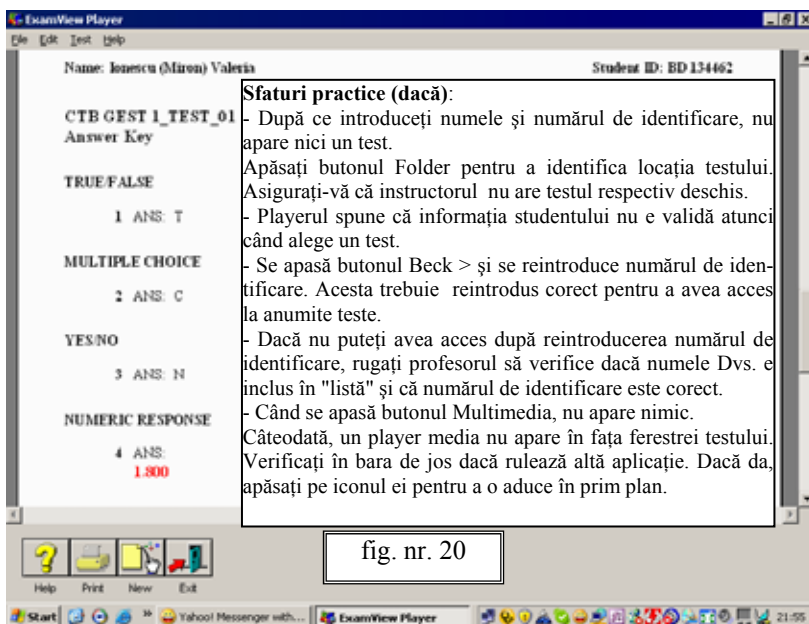 ExamView Player
File Edit Test Help
Name: Ionescu (Miron) Valeria Student ID: BD 134462
CTB GEST 1_TEST_01
Answer Key
TRUE/FALSE
1 ANS: T
MULTIPLE CHOICE
2 ANS: C
YES/NO
3 ANS: N
NUMERIC RESPONSE
4 ANS:
1.800
Sfaturi practice (dacă):
- După ce introduceți numele și numărul de identificare, nu
apare nici un test.
Apăsați butonul Folder pentru a identifica locația testului.
Asigurați-vă că instructorul nu are testul respectiv deschis.
- Playerul spune că informația studentului nu e validă atunci
când alege un test.
- Se apasă butonul Beck > și se reintroduce numărul de iden-
tificare. Acesta trebuie reintrodus corect pentru a avea acces
la anumite teste.
- Dacă nu puteți avea acces după reintroducerea numărul de
identificare, rugați profesorul să verifice dacă numele Dvs. e
inclus în "listă" și că numărul de identificare este corect.
- Când se apasă butonul Multimedia, nu apare nimic.
Câteodată, un player media nu apare în fața ferestrei testului.
Verificați în bara de jos dacă rulează altă aplicație. Dacă da,
apăsați pe iconul ei pentru a o aduce în prim plan.
fig. nr. 20
Help Print New Exit
Start Yahoo! Messenger with... ExamView Player 21:55